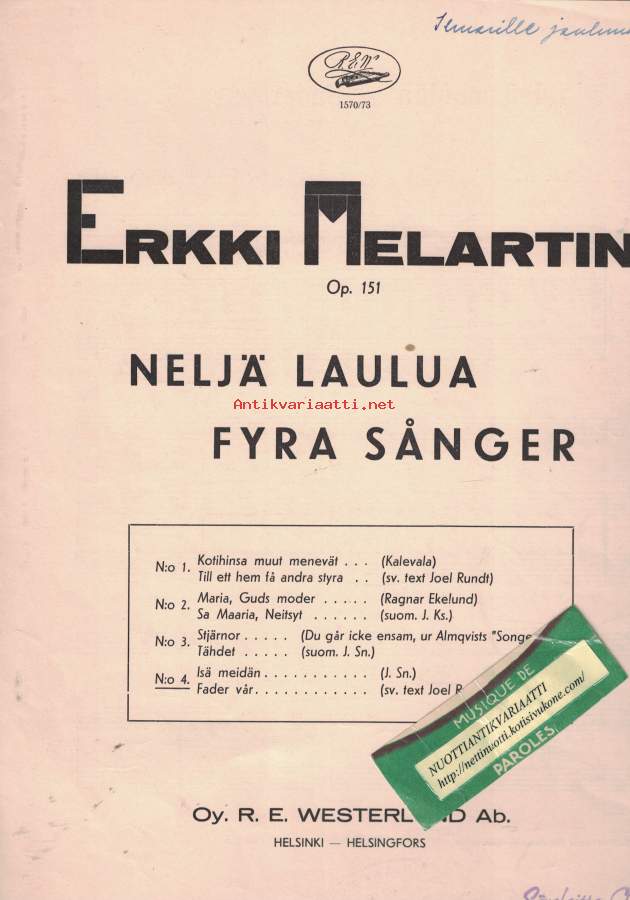 Ilmarille
R.E.W.
1570/73
ERKKI MELARTIN
Op. 151
NELJÄ LAULUA
Antikvariaatti.net
FYRA SÅNGER
N:o 1. Kotihinsa muut menevät . . . (Kalevala)
Till ett hem få andra styra . . (sv. text Joel Rundt)
N:o 2. Maria, Guds moder . . . . . (Ragnar Ekelund)
Sa Maaria, Neitsyt . . . . . . (suom. J. Ks.)
N:o 3. Stjärnor . . . . . (Du går icke ensam, ur Almqvists "Songe
Tähdet . . . . . (suom. J. Sn.)
N:o 4. Isä meidän . . . . . . . . . . . (J. Sn.)
Fader vår . . . . . . . . . . . . (sv. text Joel R
MUSIQUE DE
NUOTTIANTIKVARIAATTI
http://nettinuotti.kotisivukone.com/
PAROLES
Oy. R. E. WESTERL D Ab.
HELSINKI — HELSINGFORS